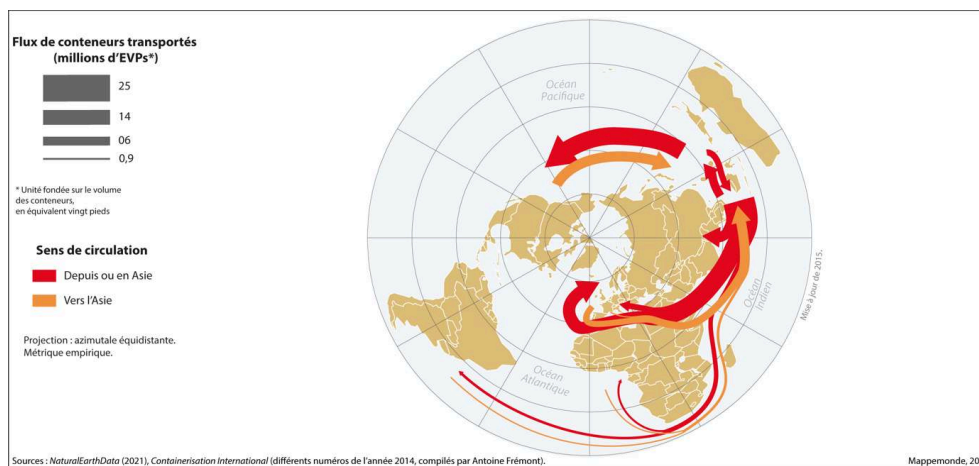 Flux de conteneurs transportés
(millions d'EVPs*)
25
14
06
0,9
* Unité fondée sur le volume
des conteneurs,
en équivalent vingt pieds
Sens de circulation
Depuis ou en Asie
Vers l'Asie
Projection : azimutale équidistante.
Métrique empirique.
Océan
Pacifique
Océan
Indien
Océan
Atlantique
Mise à jour de 2015.
Sources : NaturalEarthData (2021), Containerisation International (différents numéros de l'année 2014, compilés par Antoine Frémont).
Mappemonde, 20